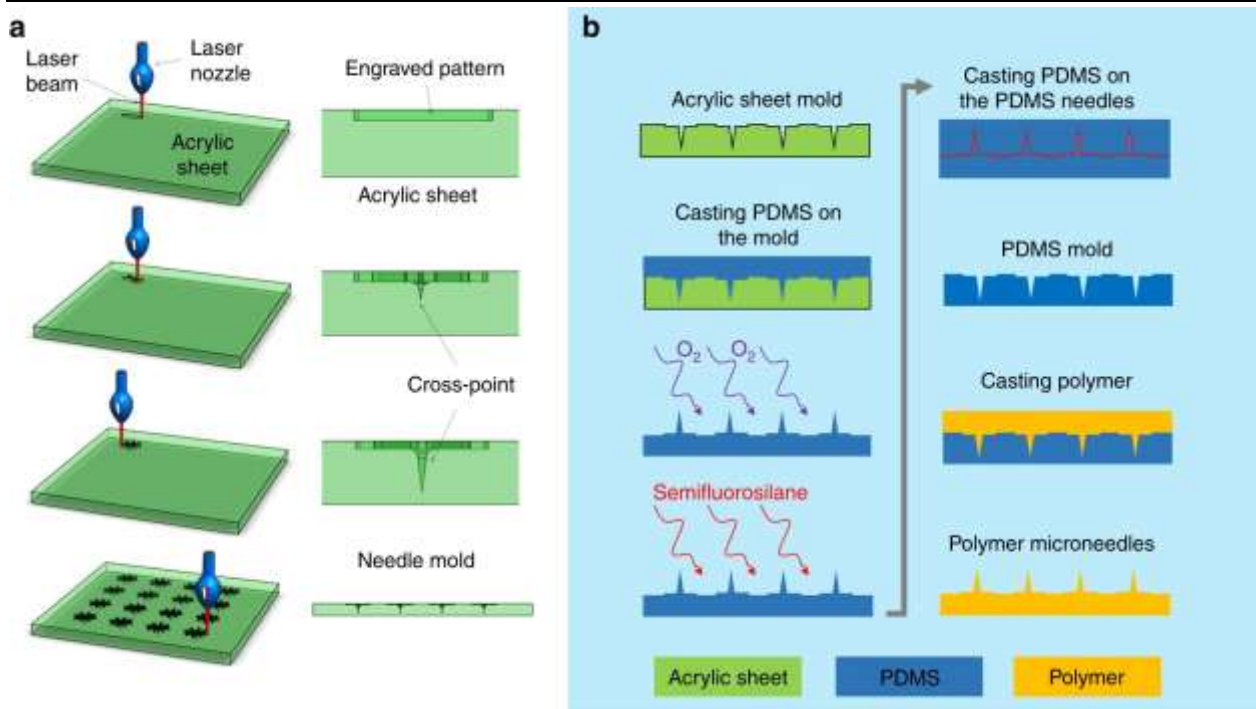 a
Laser
beam
Laser
nozzle
Acrylic
sheet
Engraved pattern
Acrylic sheet
Cross-point
Needle mold
b
Acrylic sheet mold
Casting PDMS on
the mold
O₂ O₂
Semifluorosilane
Casting PDMS on
the PDMS needles
PDMS mold
Casting polymer
Polymer microneedles
Acrylic sheet
PDMS
Polymer